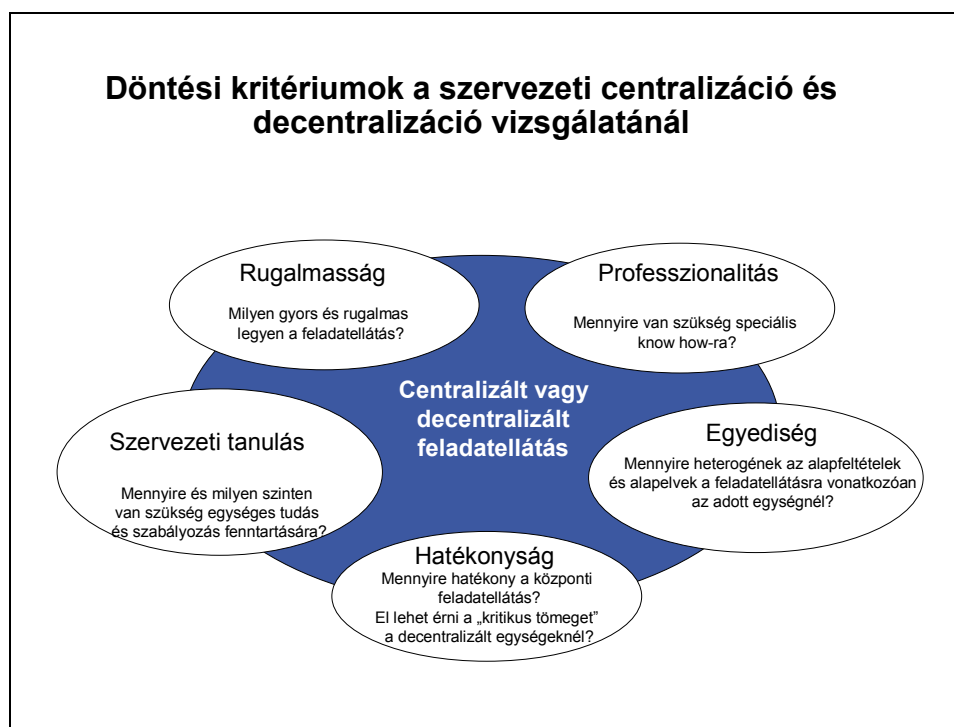 Döntési kritériumok a szervezeti centralizáció és
decentralizáció vizsgálatánál
Rugalmasság
Milyen gyors és rugalmas
legyen a feladatellátás?
Professzionalitás
Mennyire van szükség speciális
know how-ra?
Centralizált vagy
decentralizált
feladatellátás
Szervezeti tanulás
Mennyire és milyen szinten
van szükség egységes tudás
és szabályozás fenntartására?
Egyediség
Mennyire heterogének az alapfeltételek
és alapelvek a feladatellátásra vonatkozóan
az adott egységnél?
Hatékonyság
Mennyire hatékony a központi
feladatellátás?
El lehet érni a „kritikus tömeget”
a decentralizált egységeknél?